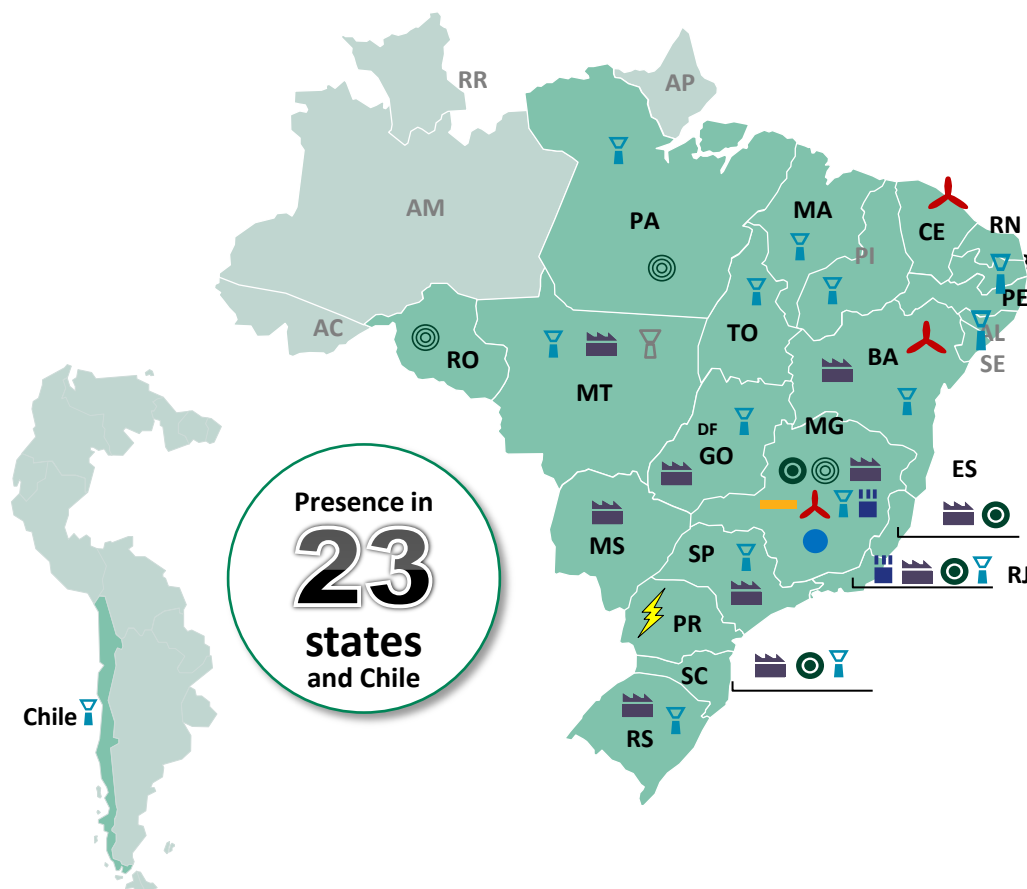 RR
AP
AM
PA
MA
CE
RN
PI
PE
AC
RO
TO
BA
AL
SE
MT
DF
GO
MG
ES
Presence in
23
states
and Chile
MS
SP
RJ
PR
SC
Chile
RS